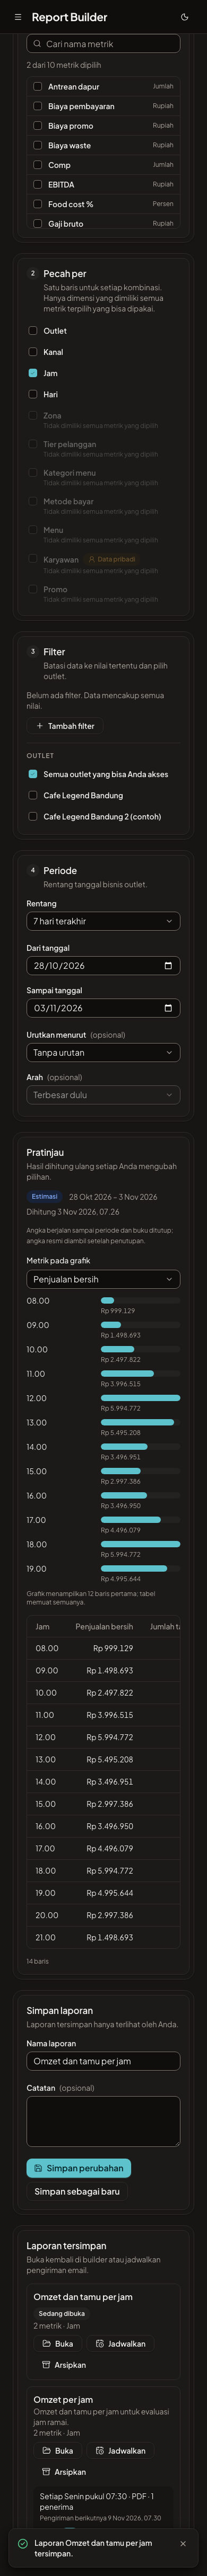 Report Builder
Cari nama metrik
2 dari 10 metrik dipilih
Antrean dapur Jumlah
Biaya pembayaran Rupiah
Biaya promo Rupiah
Biaya waste Rupiah
Comp Jumlah
EBITDA Rupiah
Food cost % Persen
Gaji bruto Rupiah
2 Pecah per
Satu baris untuk setiap kombinasi.
Hanya dimensi yang dimiliki semua
metrik terpilih yang bisa dipakai.
Outlet
Kanal
Jam
Hari
Zona
Tidak dimiliki semua metrik yang dipilih
Tier pelanggan
Tidak dimiliki semua metrik yang dipilih
Kategori menu
Tidak dimiliki semua metrik yang dipilih
Metode bayar
Tidak dimiliki semua metrik yang dipilih
Menu
Tidak dimiliki semua metrik yang dipilih
Karyawan Data pribadi
Tidak dimiliki semua metrik yang dipilih
Promo
Tidak dimiliki semua metrik yang dipilih
3 Filter
Batasi data ke nilai tertentu dan pilih
outlet.
Belum ada filter. Data mencakup semua
nilai.
Tambah filter
OUTLET
Semua outlet yang bisa Anda akses
Cafe Legend Bandung
Cafe Legend Bandung 2 (contoh)
4 Periode
Rentang tanggal bisnis outlet.
Rentang
7 hari terakhir
Dari tanggal
28/10/2026
Sampai tanggal
03/11/2026
Urutkan menurut (opsional)
Tanpa urutan
Arah (opsional)
Terbesar dulu
Pratinjau
Hasil dihitung ulang setiap Anda mengubah
pilihan.
Estimasi 28 Okt 2026 – 3 Nov 2026
Dihitung 3 Nov 2026, 07.26
Angka berjalan sampai periode dan buku ditutup;
angka resmi diambil setelah penutupan.
Metrik pada grafik
Penjualan bersih
08.00
Rp 999.129
09.00
Rp 1.498.693
10.00
Rp 2.497.822
11.00
Rp 3.996.515
12.00
Rp 5.994.772
13.00
Rp 5.495.208
14.00
Rp 3.496.951
15.00
Rp 2.997.386
16.00
Rp 3.496.950
17.00
Rp 4.496.079
18.00
Rp 5.994.772
19.00
Rp 4.995.644
Grafik menampilkan 12 baris pertama; tabel
memuat semuanya.
Jam Penjualan bersih Jumlah ta
08.00 Rp 999.129
09.00 Rp 1.498.693
10.00 Rp 2.497.822
11.00 Rp 3.996.515
12.00 Rp 5.994.772
13.00 Rp 5.495.208
14.00 Rp 3.496.951
15.00 Rp 2.997.386
16.00 Rp 3.496.950
17.00 Rp 4.496.079
18.00 Rp 5.994.772
19.00 Rp 4.995.644
20.00 Rp 2.997.386
21.00 Rp 1.498.693
14 baris
Simpan laporan
Laporan tersimpan hanya terlihat oleh Anda.
Nama laporan
Omzet dan tamu per jam
Catatan (opsional)
Simpan perubahan
Simpan sebagai baru
Laporan tersimpan
Buka kembali di builder atau jadwalkan
pengiriman email.
Omzet dan tamu per jam
Sedang dibuka
2 metrik · Jam
Buka Jadwalkan
Arsipkan
Omzet per jam
Omzet dan tamu per jam untuk evaluasi
jam ramai.
2 metrik · Jam
Buka Jadwalkan
Arsipkan
Setiap Senin pukul 07:30 · PDF · 1
penerima
Pengiriman berikutnya 9 Nov 2026, 07.30
Laporan Omzet dan tamu per jam
tersimpan.